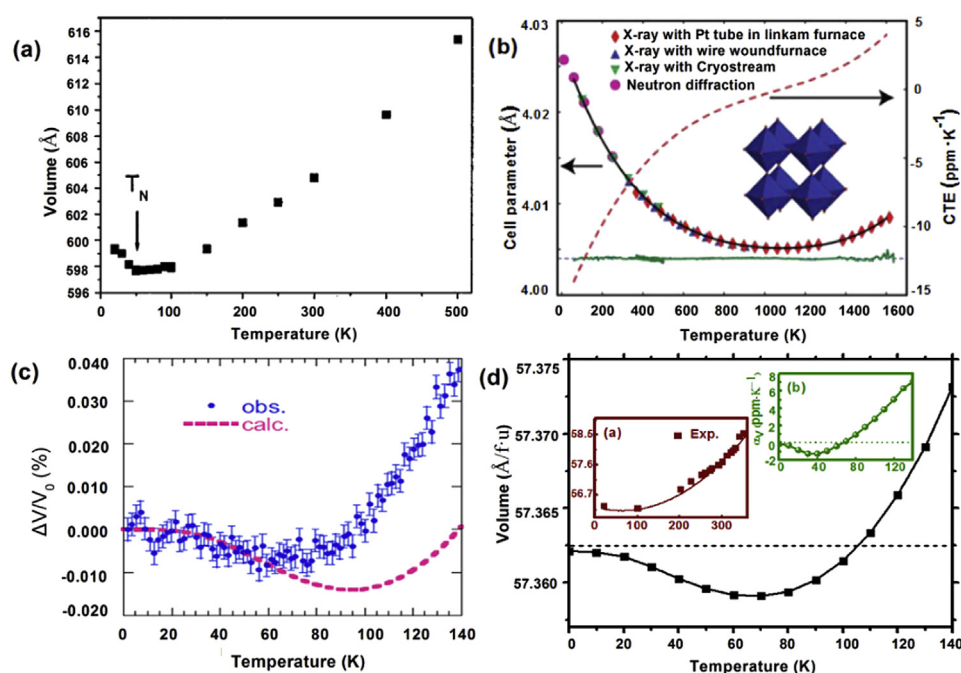 (a)
616
614
612
610
608
606
604
602
600
598
596
Volume (Å)
T
N
0 100 200 300 400 500
Temperature (K)
(b)
4.03
4.02
4.01
4.00
Cell parameter (Å)
X-ray with Pt tube in linkam furnace
X-ray with wire woundfurnace
X-ray with Cryostream
Neutron diffraction
5
0
-5
-10
-15
CTE (ppm·K⁻¹)
0 200 400 600 800 1000 1200 1400 1600
Temperature (K)
(c)
0.040
0.030
0.020
0.010
0.000
-0.010
-0.020
ΔV/V₀ (%)
obs.
calc.
0 20 40 60 80 100 120 140
Temperature (K)
(d)
57.375
57.370
57.365
57.360
Volume (Å/f·u)
(a)
Exp.
58.5
57.6
56.7
0 100 200 300
(b)
8
6
4
2
0
-2
(ppm·K⁻¹)
0 40 80 120
0 20 40 60 80 100 120 140
Temperature (K)